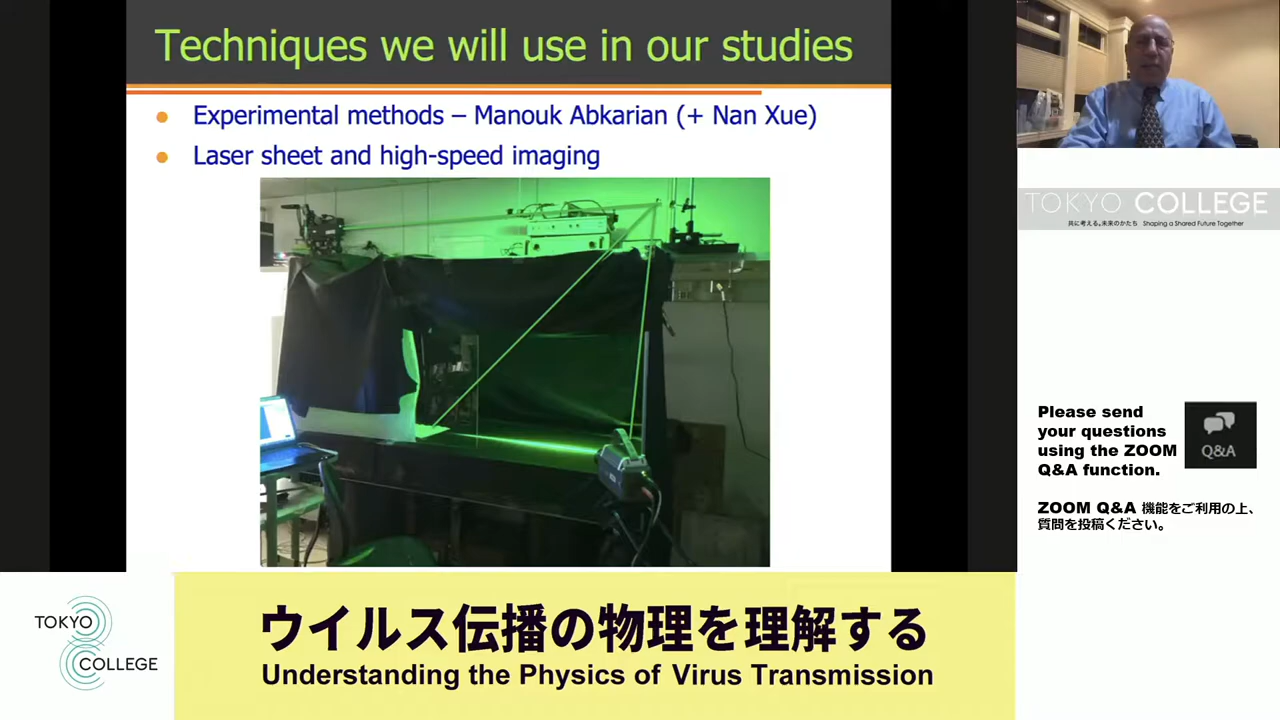 Techniques we will use in our studies
Experimental methods – Manouk Abkarian (+ Nan Xue)
Laser sheet and high-speed imaging
TOKYO COLLEGE
共に考える、未来のかたち Shaping a Shared Future Together
Please send
your questions
using the ZOOM
Q&A function.
Q&A
ZOOM Q&A 機能をご利用の上、
質問を投稿ください。
TOKYO
COLLEGE
ウイルス伝播の物理を理解する
Understanding the Physics of Virus Transmission